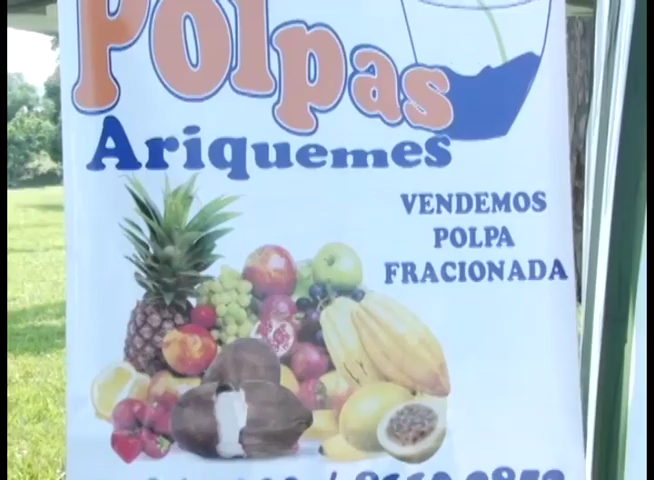 Polpas
Ariquemes
VENDEMOS
POLPA
FRACIONADA